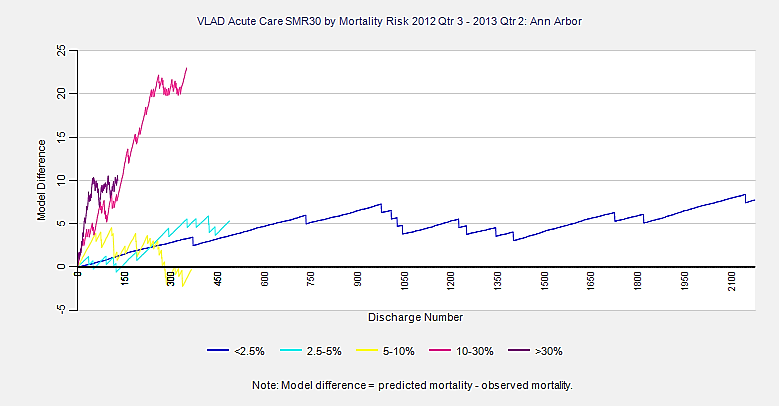 VLAD Acute Care SMR30 by Mortality Risk 2012 Qtr 3 - 2013 Qtr 2: Ann Arbor
25
20
15
10
5
0
-5
Model Difference
0 150 300 450 600 750 900 1050 1200 1350 1500 1650 1800 1950 2100
Discharge Number
<2.5% 2.5-5% 5-10% 10-30% >30%
Note: Model difference = predicted mortality - observed mortality.